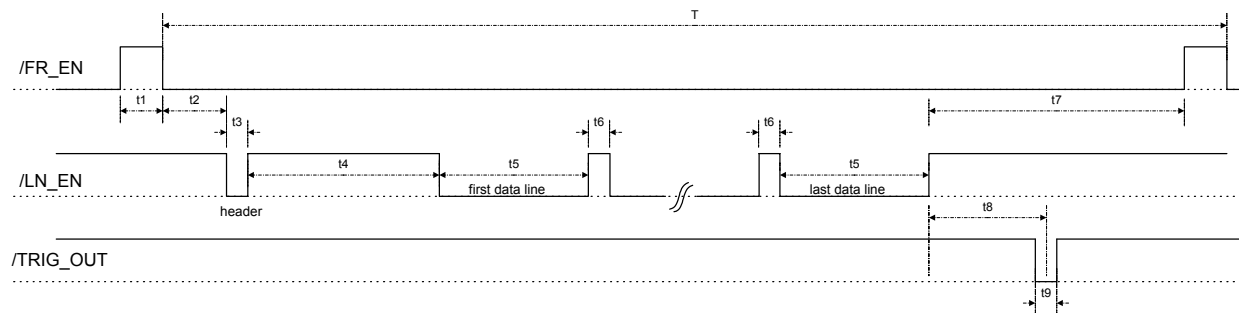 T
/FR_EN
t1
t2
t7
t3
t6
t6
/LN_EN
t4
t5
t5
first data line
last data line
header
t8
/TRIG_OUT
t9